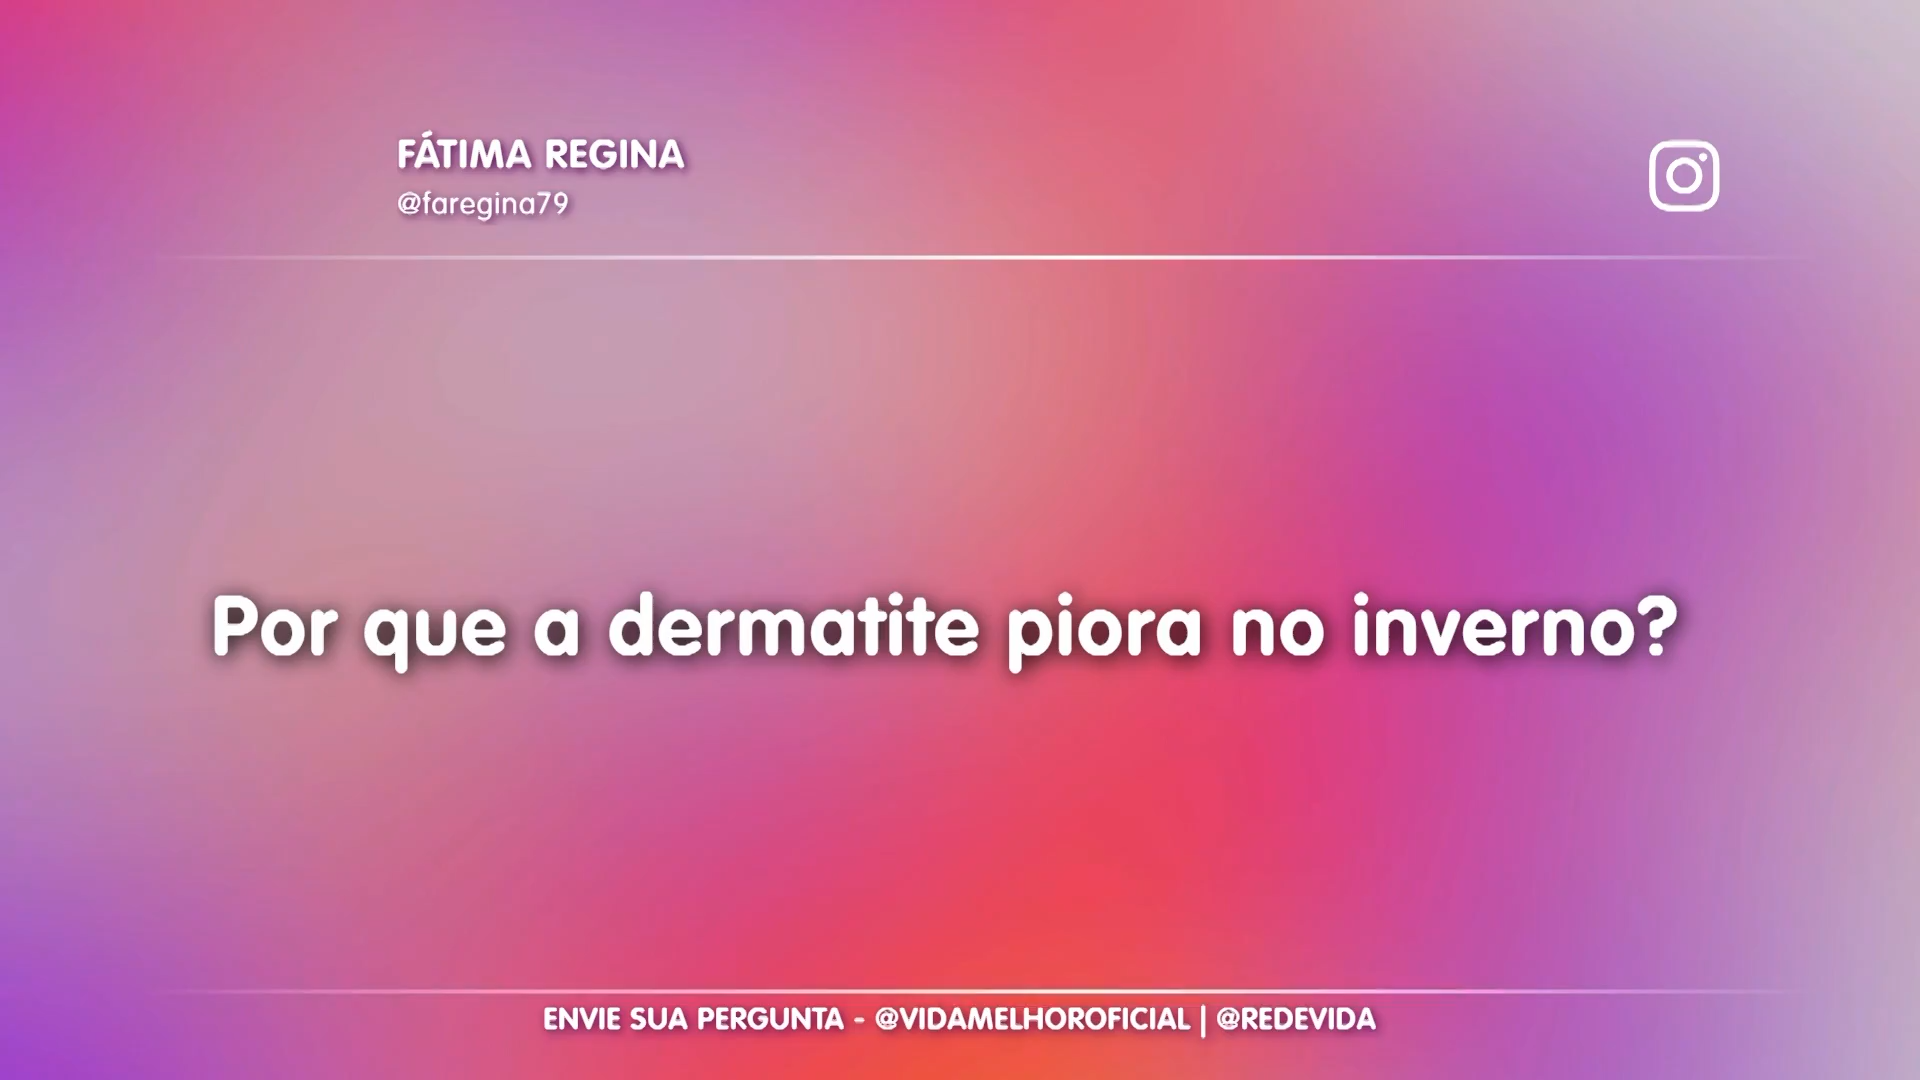 FÁTIMA REGINA
@faregina79
Por que a dermatite piora no inverno?
ENVIE SUA PERGUNTA - @VIDAMELHOROFICIAL | @REDEVIDA